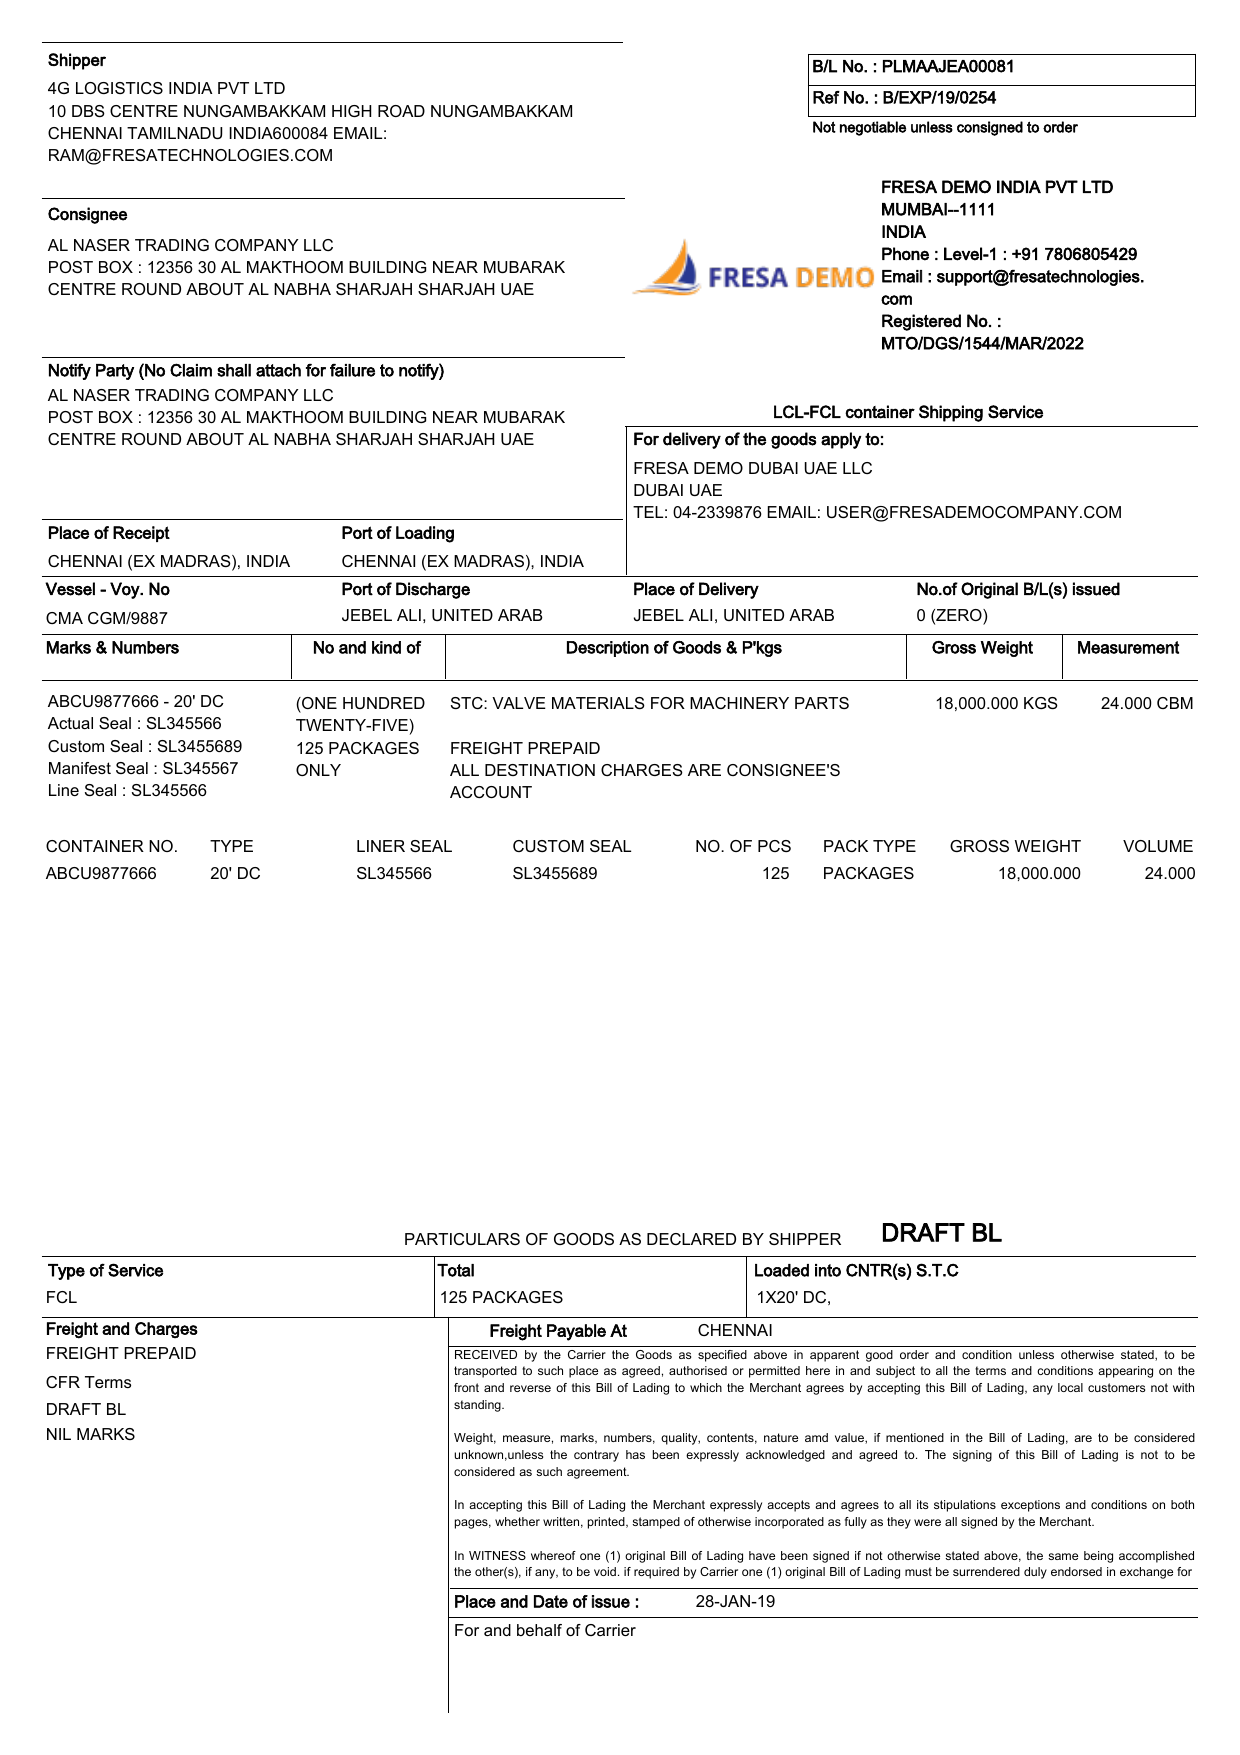 Shipper
4G LOGISTICS INDIA PVT LTD
10 DBS CENTRE NUNGAMBAKKAM HIGH ROAD NUNGAMBAKKAM
CHENNAI TAMILNADU INDIA600084 EMAIL:
RAM@FRESATECHNOLOGIES.COM
B/L No. : PLMAAJEA00081
Ref No. : B/EXP/19/0254
Not negotiable unless consigned to order
Consignee
AL NASER TRADING COMPANY LLC
POST BOX : 12356 30 AL MAKTHOOM BUILDING NEAR MUBARAK
CENTRE ROUND ABOUT AL NABHA SHARJAH SHARJAH UAE
FRESA DEMO
FRESA DEMO INDIA PVT LTD
MUMBAI--1111
INDIA
Phone : Level-1 : +91 7806805429
Email : support@fresatechnologies.
com
Registered No. :
MTO/DGS/1544/MAR/2022
Notify Party (No Claim shall attach for failure to notify)
AL NASER TRADING COMPANY LLC
POST BOX : 12356 30 AL MAKTHOOM BUILDING NEAR MUBARAK
CENTRE ROUND ABOUT AL NABHA SHARJAH SHARJAH UAE
LCL-FCL container Shipping Service
For delivery of the goods apply to:
FRESA DEMO DUBAI UAE LLC
DUBAI UAE
TEL: 04-2339876 EMAIL: USER@FRESADEMOCOMPANY.COM
Place of Receipt Port of Loading
CHENNAI (EX MADRAS), INDIA CHENNAI (EX MADRAS), INDIA
Vessel - Voy. No Port of Discharge Place of Delivery No.of Original B/L(s) issued
CMA CGM/9887 JEBEL ALI, UNITED ARAB JEBEL ALI, UNITED ARAB 0 (ZERO)
Marks & Numbers No and kind of Description of Goods & P'kgs Gross Weight Measurement
ABCU9877666 - 20' DC (ONE HUNDRED STC: VALVE MATERIALS FOR MACHINERY PARTS 18,000.000 KGS 24.000 CBM
Actual Seal : SL345566 TWENTY-FIVE)
Custom Seal : SL3455689 125 PACKAGES FREIGHT PREPAID
Manifest Seal : SL345567 ONLY ALL DESTINATION CHARGES ARE CONSIGNEE'S
Line Seal : SL345566 ACCOUNT
CONTAINER NO. TYPE LINER SEAL CUSTOM SEAL NO. OF PCS PACK TYPE GROSS WEIGHT VOLUME
ABCU9877666 20' DC SL345566 SL3455689 125 PACKAGES 18,000.000 24.000
PARTICULARS OF GOODS AS DECLARED BY SHIPPER DRAFT BL
Type of Service Total Loaded into CNTR(s) S.T.C
FCL 125 PACKAGES 1X20' DC,
Freight and Charges
FREIGHT PREPAID
CFR Terms
DRAFT BL
NIL MARKS
Freight Payable At CHENNAI
RECEIVED by the Carrier the Goods as specified above in apparent good order and condition unless otherwise stated, to be
transported to such place as agreed, authorised or permitted here in and subject to all the terms and conditions appearing on the
front and reverse of this Bill of Lading to which the Merchant agrees by accepting this Bill of Lading, any local customers not with
standing.
Weight, measure, marks, numbers, quality, contents, nature amd value, if mentioned in the Bill of Lading, are to be considered
unknown,unless the contrary has been expressly acknowledged and agreed to. The signing of this Bill of Lading is not to be
considered as such agreement.
In accepting this Bill of Lading the Merchant expressly accepts and agrees to all its stipulations exceptions and conditions on both
pages, whether written, printed, stamped of otherwise incorporated as fully as they were all signed by the Merchant.
In WITNESS whereof one (1) original Bill of Lading have been signed if not otherwise stated above, the same being accomplished
the other(s), if any, to be void. if required by Carrier one (1) original Bill of Lading must be surrendered duly endorsed in exchange for
Place and Date of issue : 28-JAN-19
For and behalf of Carrier